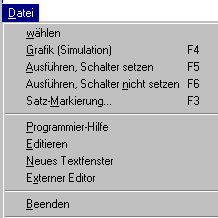 Datei
wählen
Grafik (Simulation) F4
Ausführen, Schalter setzen F5
Ausführen, Schalter nicht setzen F6
Satz-Markierung... F3
Programmier-Hilfe
Editieren
Neues Textfenster
Externer Editor
Beenden